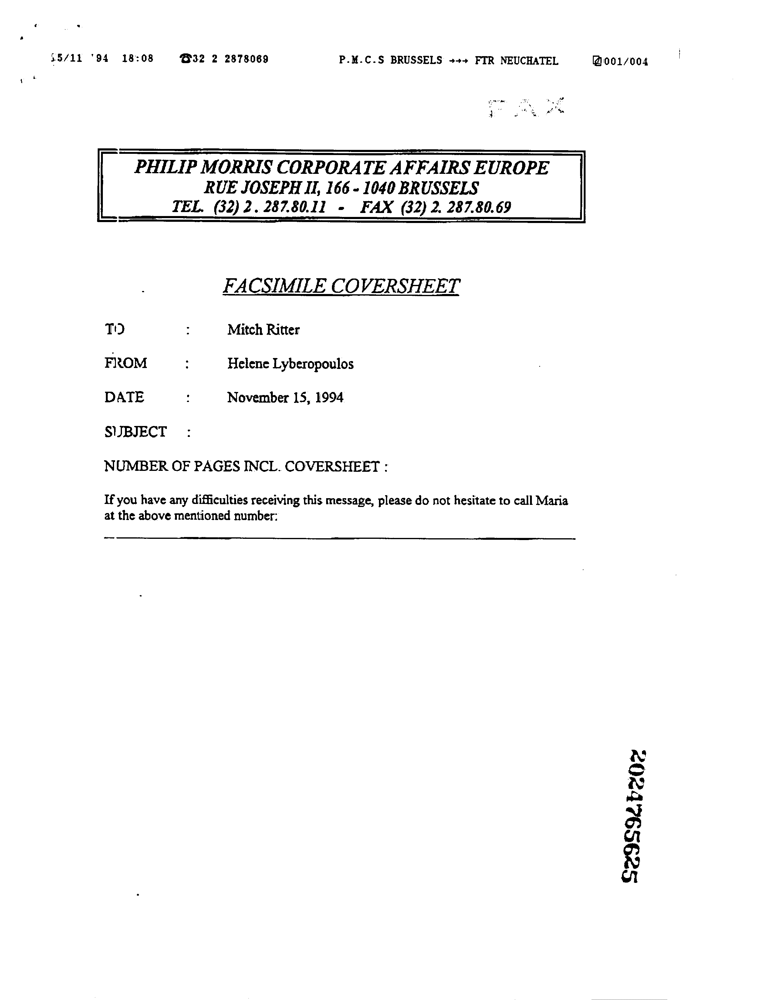 15/11 '94 18:08 ☎32 2 2878069 P.M.C.S BRUSSELS →→→ FTR NEUCHATEL 001/004
FAX
PHILIP MORRIS CORPORATE AFFAIRS EUROPE
RUE JOSEPH II, 166 - 1040 BRUSSELS
TEL. (32) 2. 287.80.11 - FAX (32) 2. 287.80.69
FACSIMILE COVERSHEET
TO : Mitch Ritter
FROM : Helene Lyberopoulos
DATE : November 15, 1994
SUBJECT :
NUMBER OF PAGES INCL. COVERSHEET :
If you have any difficulties receiving this message, please do not hesitate to call Maria
at the above mentioned number:
2024765625